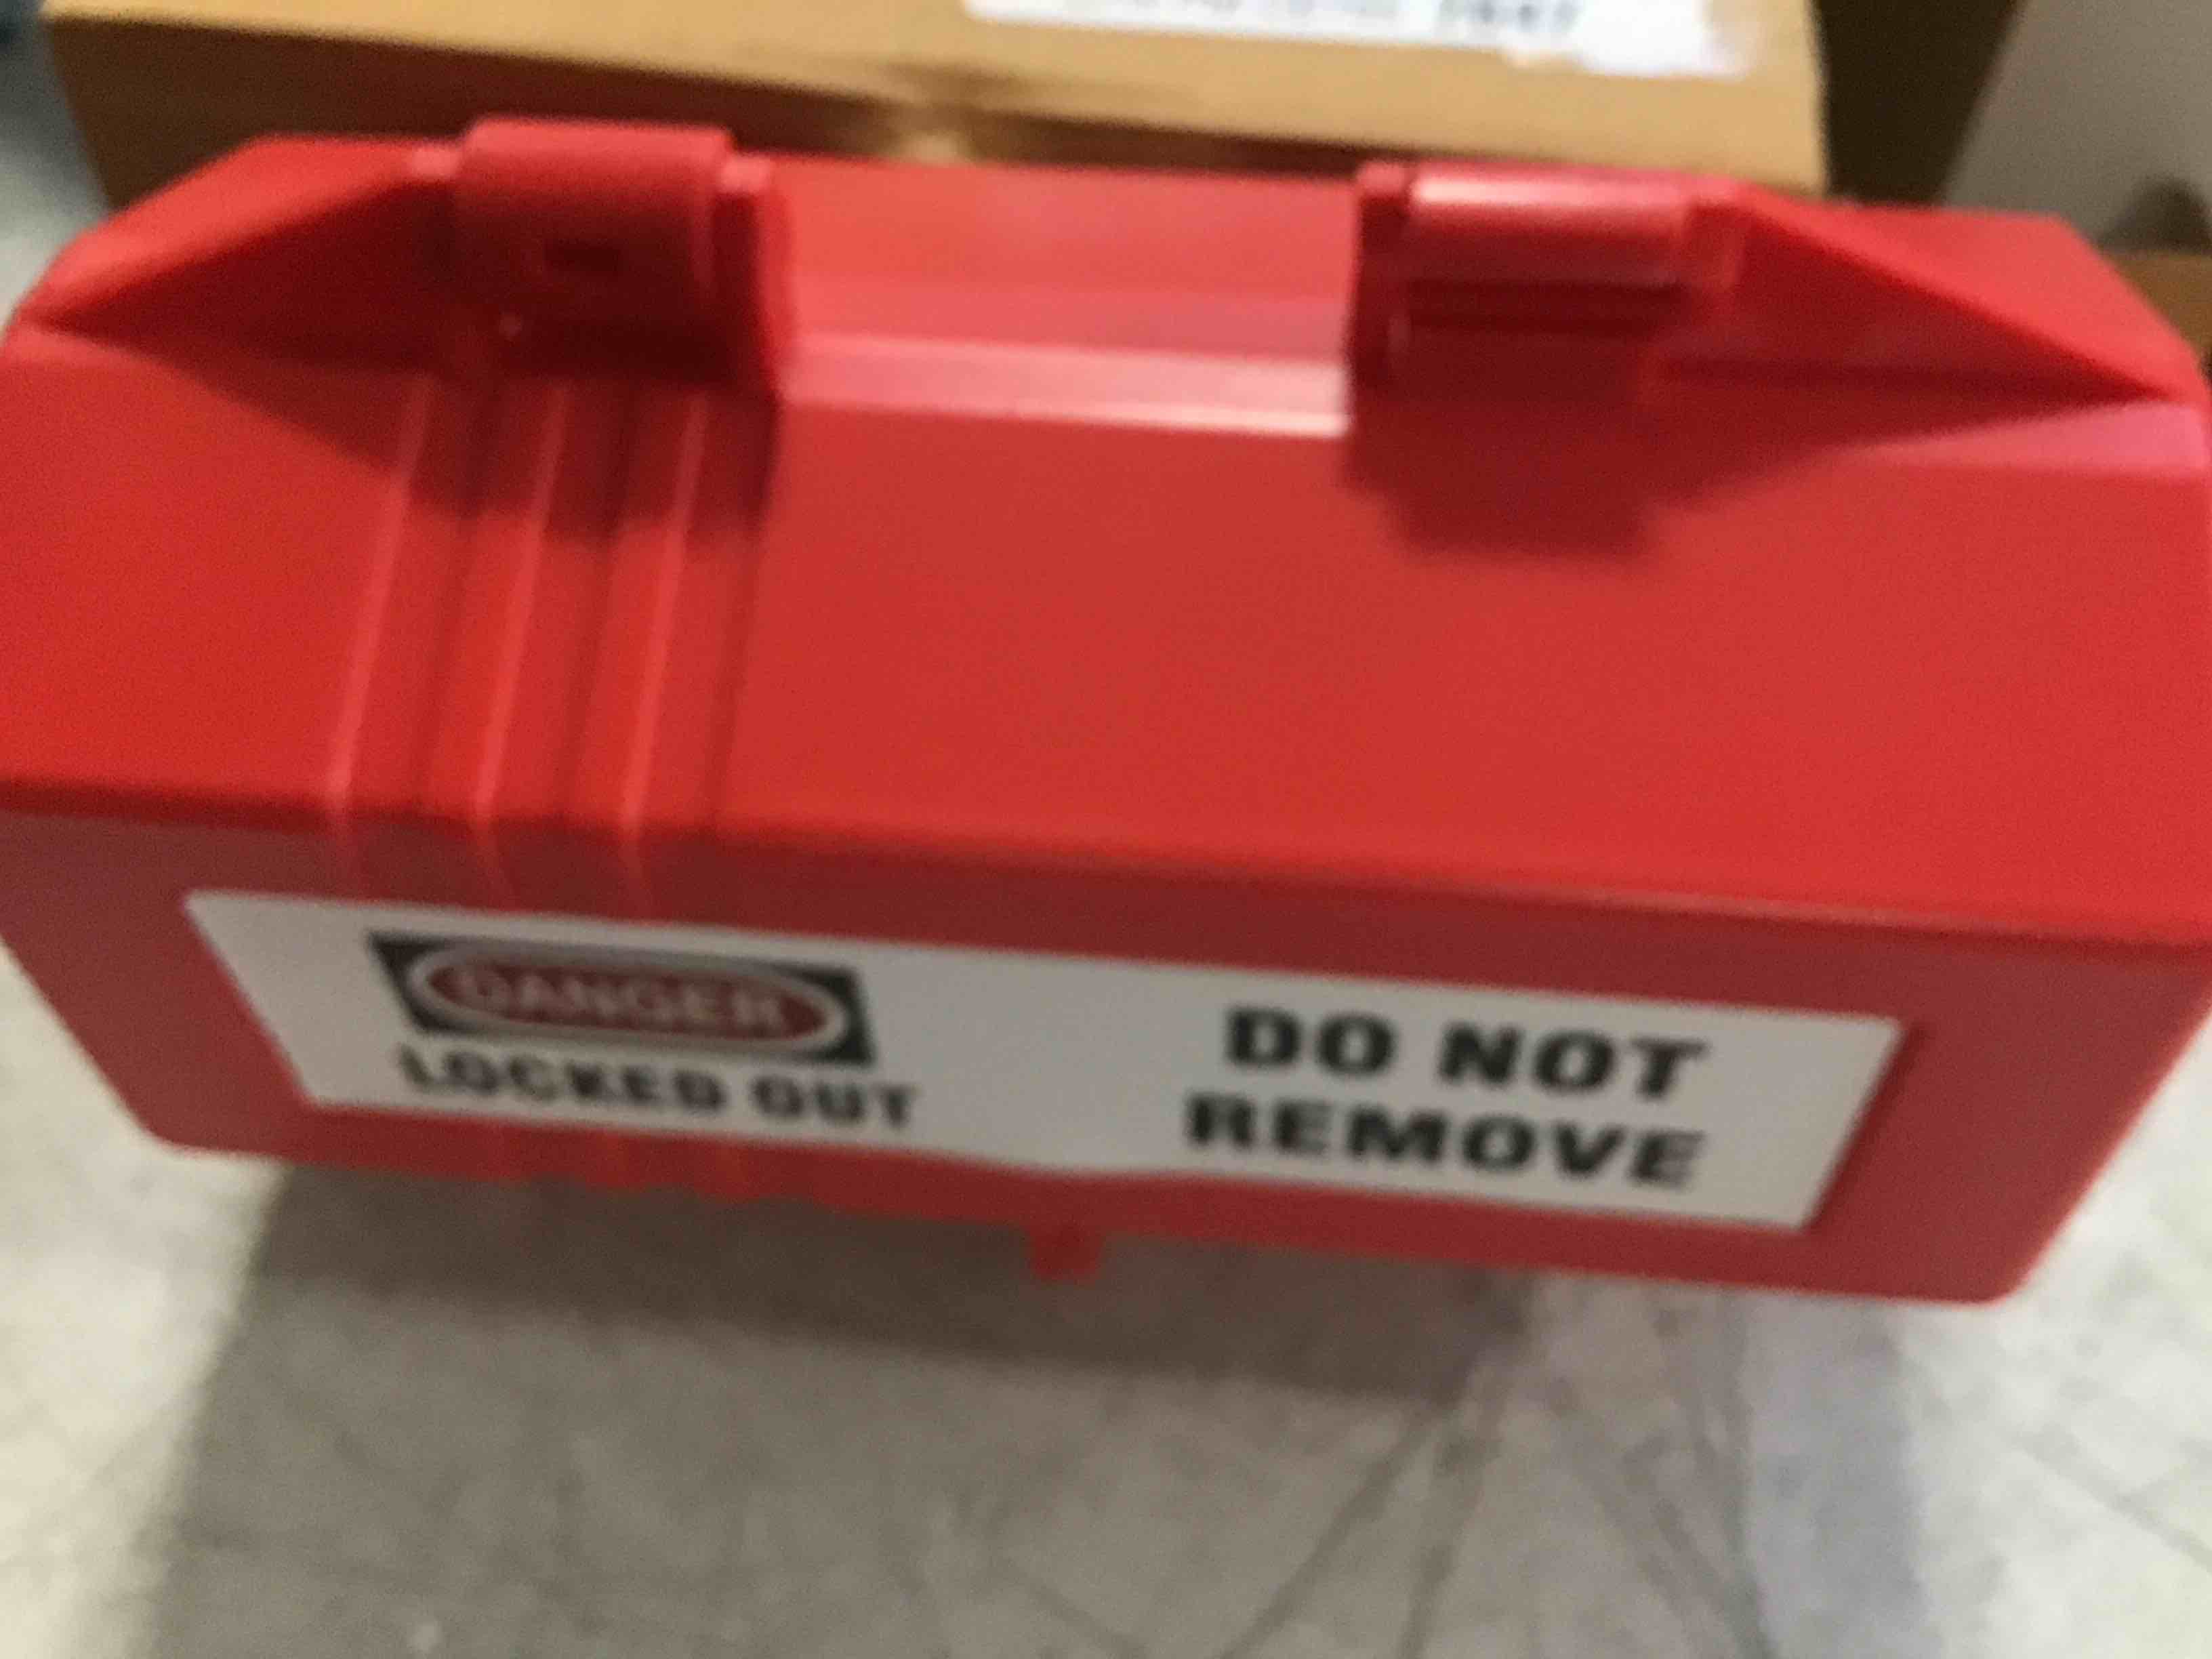 DANGER
LOCKED OUT
DO NOT
REMOVE